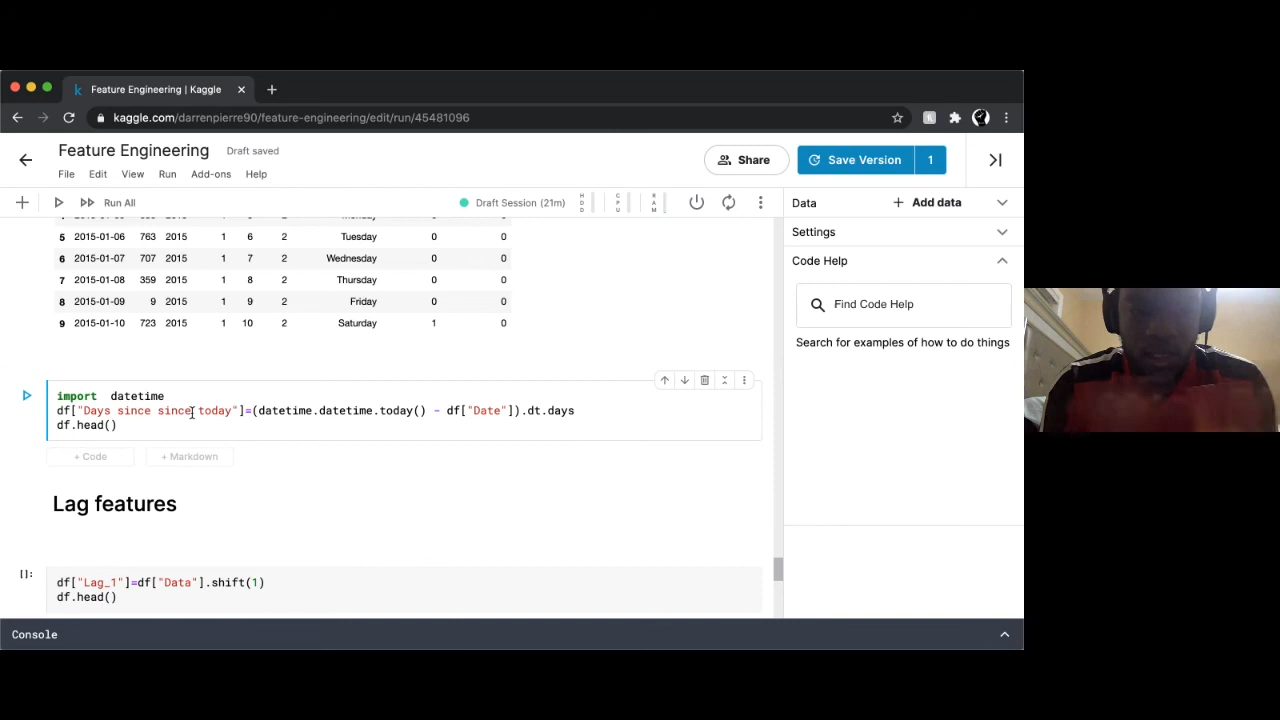 Feature Engineering | Kaggle
kaggle.com/darrenpierre90/feature-engineering/edit/run/45481096
Feature Engineering Draft saved
File Edit View Run Add-ons Help
Share
Save Version 1
Run All
Draft Session (21m)
HDD
CPU
RAM
Data
Add data
Settings
Code Help
Find Code Help
Search for examples of how to do things
5 2015-01-06 763 2015 1 6 2 Tuesday 0 0
6 2015-01-07 707 2015 1 7 2 Wednesday 0 0
7 2015-01-08 359 2015 1 8 2 Thursday 0 0
8 2015-01-09 9 2015 1 9 2 Friday 0 0
9 2015-01-10 723 2015 1 10 2 Saturday 1 0
import datetime
df["Days since since today"]=(datetime.datetime.today() - df["Date"]).dt.days
df.head()
+ Code + Markdown
Lag features
[]:
df["Lag_1"]=df["Data"].shift(1)
df.head()
Console